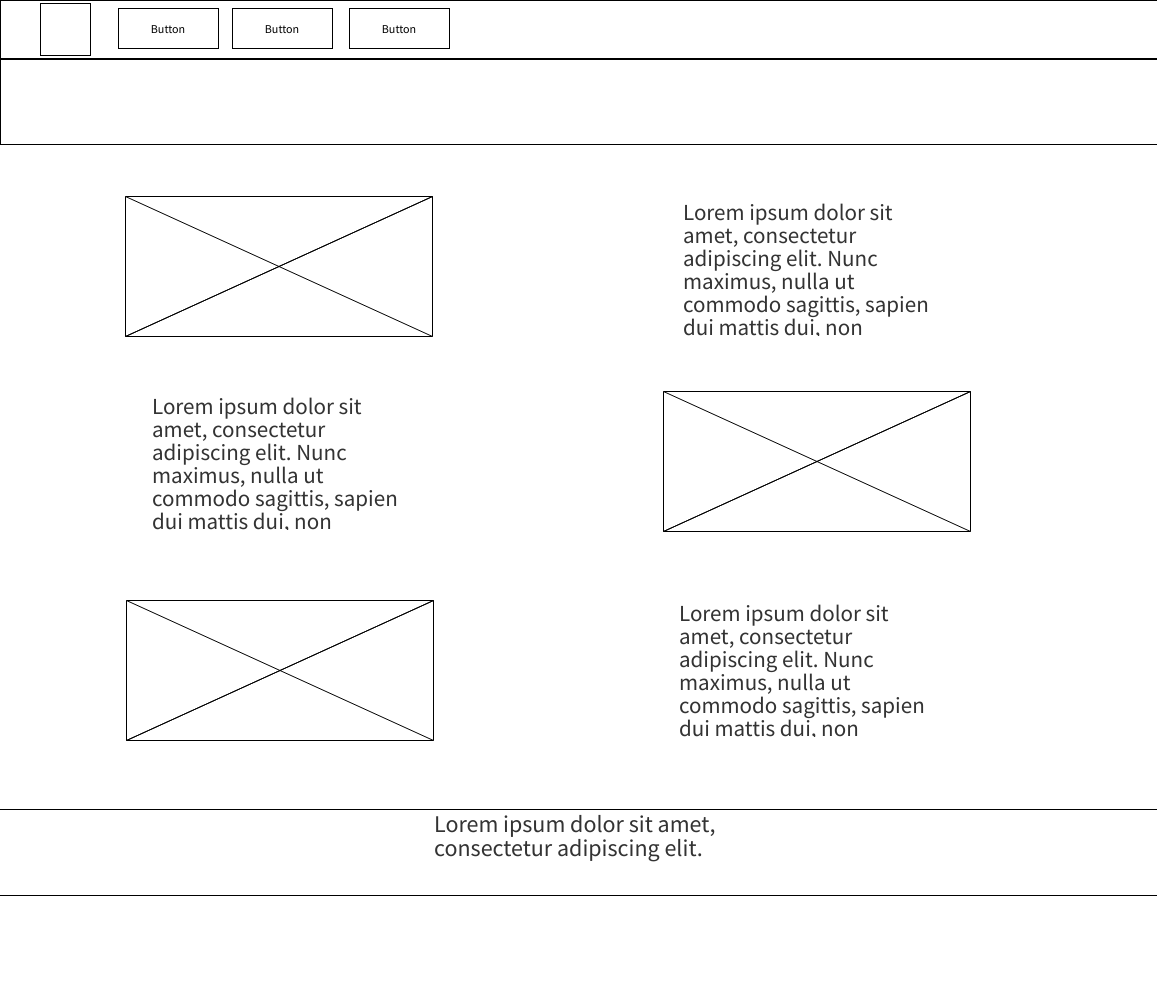 Button
Button
Button
Lorem ipsum dolor sit
amet, consectetur
adipiscing elit. Nunc
maximus, nulla ut
commodo sagittis, sapien
dui mattis dui, non
Lorem ipsum dolor sit
amet, consectetur
adipiscing elit. Nunc
maximus, nulla ut
commodo sagittis, sapien
dui mattis dui, non
Lorem ipsum dolor sit
amet, consectetur
adipiscing elit. Nunc
maximus, nulla ut
commodo sagittis, sapien
dui mattis dui, non
Lorem ipsum dolor sit amet,
consectetur adipiscing elit.